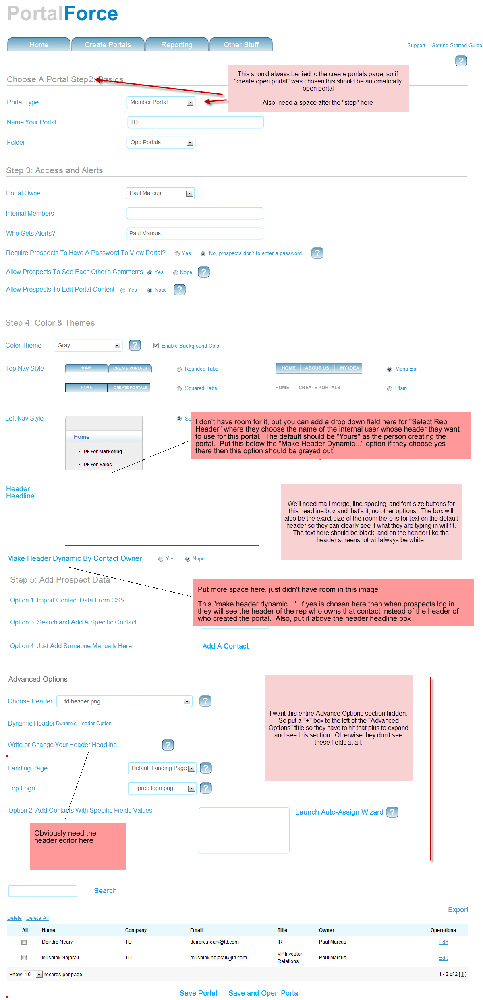 PortalForce
Home
Create Portals
Reporting
Other Stuff
Support
Getting Started Guide
?
Choose A Portal Step2: Basics
This should always be tied to the create portals page, so if
"create open portal" was chosen this should be automatically
open portal
Also, need a space after the "step" here
Portal Type
Member Portal
Name Your Portal
TD
Folder
Opp Portals
Step 3: Access and Alerts
Portal Owner
Paul Marcus
Internal Members
Who Gets Alerts?
Paul Marcus
Require Prospects To Have A Password To View Portal?
Yes
No, prospects don't to enter a password
?
Allow Prospects To See Each Other's Comments
Yes
Nope
?
Allow Prospects To Edit Portal Content
Yes
Nope
?
Step 4: Color & Themes
Color Theme
Gray
?
Enable Background Color
Top Nav Style
HOME
CREATE PORTALS
Rounded Tabs
HOME
ABOUT US
MY IDEA
Menu Bar
HOME
CREATE PORTALS
Squared Tabs
HOME
CREATE PORTALS
Plain
Left Nav Style
Home
PF For Marketing
PF For Sales
So
I don't have room for it, but you can add a drop down field here for "Select Rep
Header" where they choose the name of the internal user whose header they want
to use for this portal. The default should be "Yours" as the person creating the
portal. Put this below the "Make Header Dynamic..." option if they choose yes
there then this option should be grayed out.
Header
Headline
We'll need mail merge, line spacing, and font size buttons for
this headline box and that's it, no other options. The box will
also be the exact size of the room there is for text on the default
header so they can clearly see if what they are typing in will fit.
The text here should be black, and on the header like the
header screenshot will always be white.
Make Header Dynamic By Contact Owner
Yes
Nope
Step 5: Add Prospect Data
Put more space here, just didn't have room in this image
This "make header dynamic..." if yes is chosen here then when prospects log in
they will see the header of the rep who owns that contact instead of the header of
who created the portal. Also, put it above the header headline box
Option 1: Import Contact Data From CSV
Option 3: Search and Add A Specific Contact
Option 4: Just Add Someone Manually Here
Add A Contact
Advanced Options
I want this entire Advance Options section hidden.
So put a "+" box to the left of the "Advanced
Options" title so they have to hit that plus to expand
and see this section. Otherwise they don't see
these fields at all.
Choose Header
td header.png
?
Dynamic Header
Dynamic Header Option
Write or Change Your Header Headline
?
Landing Page
Default Landing Page
?
Top Logo
Ipreo logo.png
?
Option 2: Add Contacts With Specific Fields Values
Launch Auto-Assign Wizard
?
Obviously need the
header editor here
Search
Export
Delele | Delete All
All
Name
Company
Email
Title
Owner
Operations
Deirdre Neary
TD
deirdre.neary@td.com
IR
Paul Marcus
Edit
Mushtak Najarali
TD
mushtak.najarali@td.com
VP Investor
Relations
Paul Marcus
Edit
Show 10 records per page
1 - 2 of 2 [ 1 ]
Save Portal
Save and Open Portal